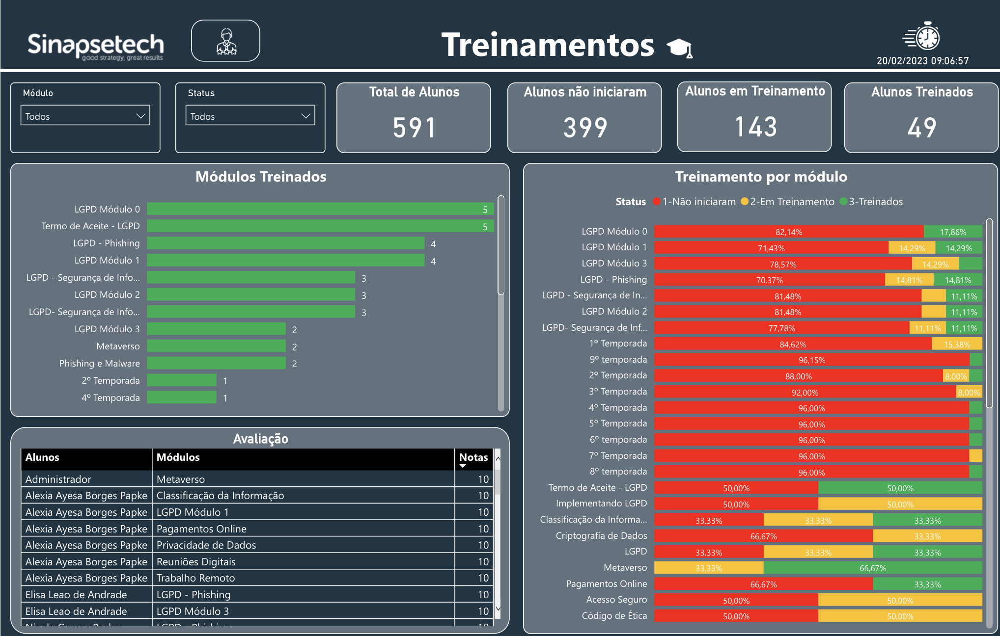 Sinapsetech
good strategy, great results
Treinamentos
20/02/2023 09:06:57
Módulo
Todos
Status
Todos
Total de Alunos
591
Alunos não iniciaram
399
Alunos em Treinamento
143
Alunos Treinados
49
Módulos Treinados
LGPD Módulo 0 5
Termo de Aceite - LGPD 5
LGPD - Phishing 4
LGPD Módulo 1 4
LGPD - Segurança de Info... 3
LGPD Módulo 2 3
LGPD- Segurança de Info... 3
LGPD Módulo 3 2
Metaverso 2
Phishing e Malware 2
2º Temporada 1
4º Temporada 1
Avaliação
Alunos Módulos Notas
Administrador Metaverso 10
Alexia Ayesa Borges Papke Classificação da Informação 10
Alexia Ayesa Borges Papke LGPD Módulo 1 10
Alexia Ayesa Borges Papke Pagamentos Online 10
Alexia Ayesa Borges Papke Privacidade de Dados 10
Alexia Ayesa Borges Papke Reuniões Digitais 10
Alexia Ayesa Borges Papke Trabalho Remoto 10
Elisa Leao de Andrade LGPD - Phishing 10
Elisa Leao de Andrade LGPD Módulo 3 10
LGPD - Phishing 10
Treinamento por módulo
Status 1-Não iniciaram 2-Em Treinamento 3-Treinados
LGPD Módulo 0 82,14% 17,86%
LGPD Módulo 1 71,43% 14,29% 14,29%
LGPD Módulo 3 78,57% 14,29%
LGPD - Phishing 70,37% 14,81% 14,81%
LGPD - Segurança de In... 81,48% 11,11%
LGPD Módulo 2 81,48% 11,11%
LGPD- Segurança de Inf... 77,78% 11,11% 11,11%
1º Temporada 84,62% 15,38%
9º temporada 96,15%
2º Temporada 88,00% 8,00%
3º Temporada 92,00% 8,00%
4º Temporada 96,00%
5º Temporada 96,00%
6º temporada 96,00%
7º Temporada 96,00%
8º temporada 96,00%
Termo de Aceite - LGPD 50,00% 50,00%
Implementando LGPD 50,00% 50,00%
Classificação da Informa... 33,33% 33,33% 33,33%
Criptografia de Dados 66,67% 33,33%
LGPD 33,33% 33,33% 33,33%
Metaverso 33,33% 66,67%
Pagamentos Online 66,67% 33,33%
Acesso Seguro 50,00% 50,00%
Código de Ética 50,00% 50,00%